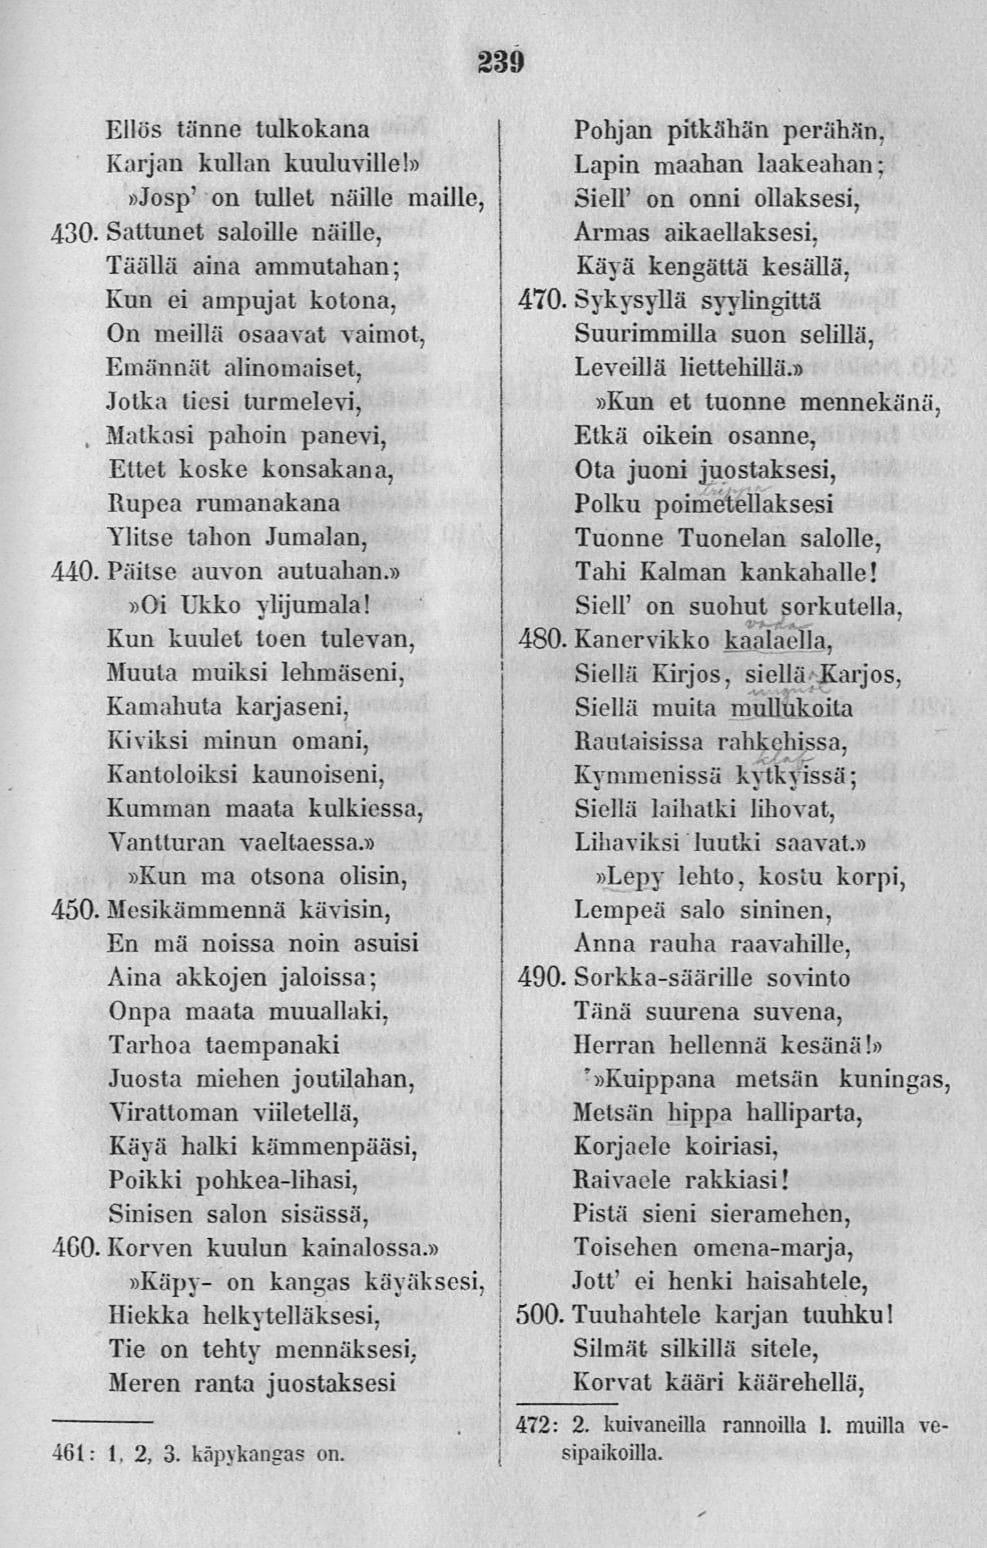 239
Ellös tänne tulkokana
Karjan kullan kuuluville!»
»Josp' on tullet näille maille,
430. Sattunet saloille näille,
Täällä aina ammutahan;
Kun ei ampujat kotona,
On meillä osaavat vaimot,
Emännät alinomaiset,
Jotka tiesi turmelevi,
Matkasi pahoin panevi,
Ettet koske konsakana,
Rupea rumanakana
Ylitse tahon Jumalan,
440. Päitse auvon autuahan.»
»Oi Ukko ylijumala!
Kun kuulet toen tulevan,
Muuta muiksi lehmäseni,
Kamahuta karjaseni,
Kiviksi minun omani,
Kantoloiksi kaunoiseni,
Kumman maata kulkiessa,
Vantturan vaeltaessa.»
»Kun ma otsona olisin,
450. Mesikämmennä kävisin,
En mä noissa noin asuisi
Aina akkojen jaloissa;
Onpa maata muuallaki,
Tarhoa taempanaki
Juosta miehen joutilahan,
Virattoman viiletellä,
Käyä halki kämmenpääsi,
Poikki pohkea-lihasi,
Sinisen salon sisässä,
460. Korven kuulun kainalossa.»
»Käpy- on kangas käyäksesi,
Hiekka helkytelläksesi,
Tie on tehty mennäksesi,
Meren ranta juostaksesi
461: 1, 2, 3. käpykangas on.
Pohjan pitkähän perähän,
Lapin maahan laakeahan;
Siell' on onni ollaksesi,
Armas aikaellaksesi,
Käyä kengättä kesällä,
470. Sykysyllä syylingittä
Suurimmilla suon selillä,
Leveillä liettehillä.»
»Kun et tuonne mennekänä,
Etkä oikein osanne,
Ota juoni juostaksesi,
Polku poimetellaksesi
Tuonne Tuonelan salolle,
Tahi Kalman kankahalle!
Siell' on suohut sorkutella,
vada
480. Kanervikko kaalaella,
Siellä Kirjos, siellä Karjos,
ungnöt
Siellä muita mullukoita
Rautaisissa rahkehissa,
klaf
Kymmenissä kytkyissä;
Siellä laihatki lihovat,
Lihaviksi luutki saavat.»
»Lepy lehto, kostu korpi,
Lempeä salo sininen,
Anna rauha raavahille,
490. Sorkka-säärille sovinto
Tänä suurena suvena,
Herran hellennä kesänä!»
»Kuippana metsän kuningas,
Metsän hippa halliparta,
Korjaele koiriasi,
Raivaele rakkiasi!
Pistä sieni sieramehen,
Toisehen omena-marja,
Jott' ei henki haisahtele,
500. Tuuhahtele karjan tuuhku!
Silmät silkillä sitele,
Korvat kääri käärehellä,
472: 2. kuivaneilla rannoilla l. muilla ve-
sipaikoilla.